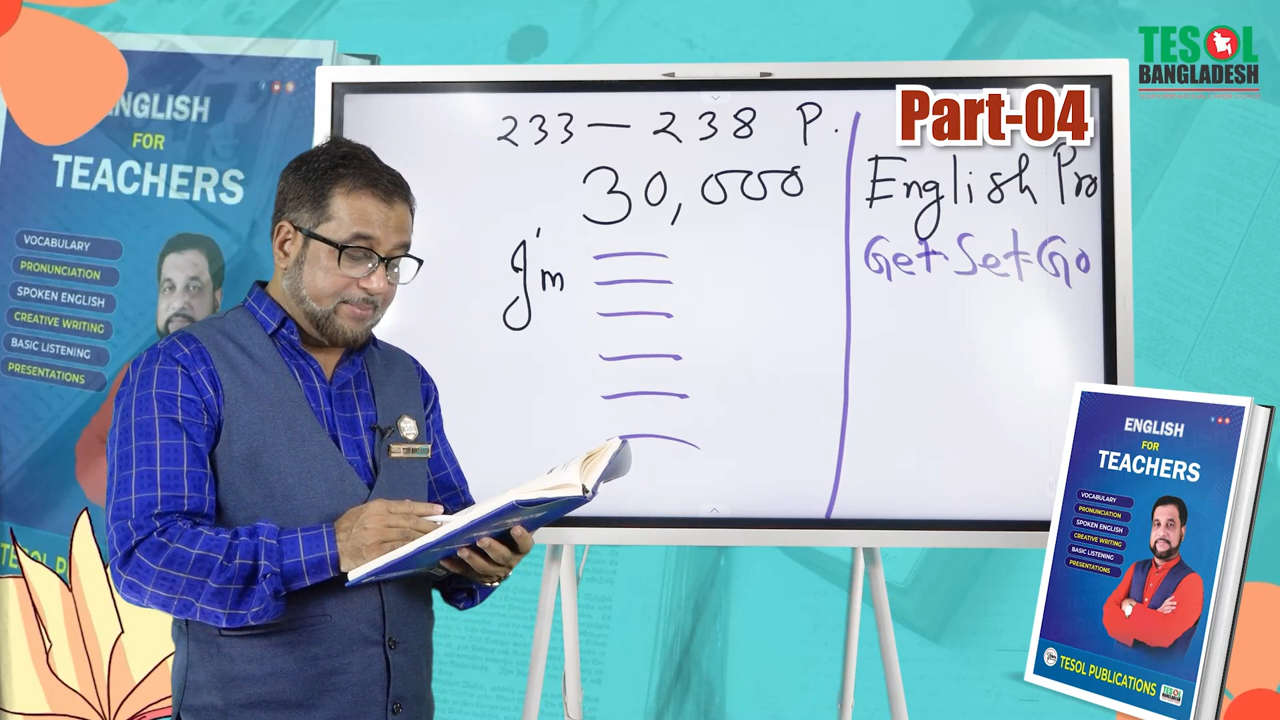 TESOL
BANGLADESH
Part-04
233 — 238 P.
30,000
I'm
English Pro
Get Set Go
ENGLISH
FOR
TEACHERS
VOCABULARY
PRONUNCIATION
SPOKEN ENGLISH
CREATIVE WRITING
BASIC LISTENING
PRESENTATIONS
TESOL P
ENGLISH
FOR
TEACHERS
VOCABULARY
PRONUNCIATION
SPOKEN ENGLISH
CREATIVE WRITING
BASIC LISTENING
PRESENTATIONS
TESOL PUBLICATIONS
TESOL